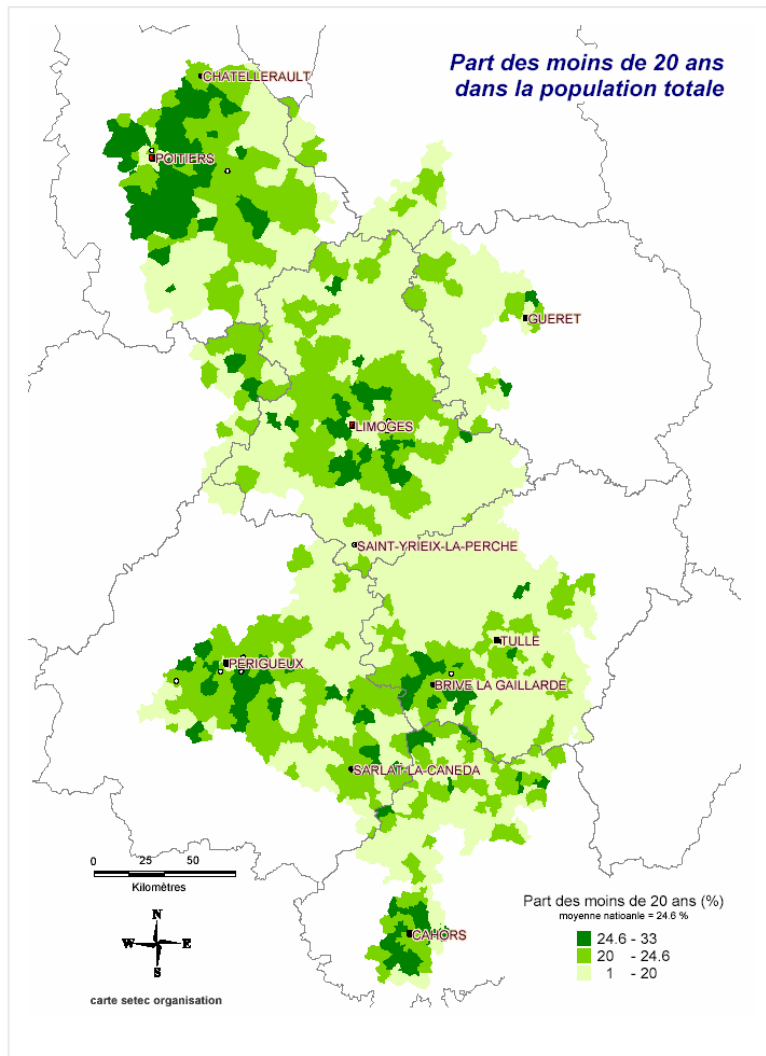 Part des moins de 20 ans
dans la population totale
CHATELLERAULT
POITIERS
GUERET
LIMOGES
SAINT-YRIEIX-LA-PERCHE
TULLE
PERIGUEUX
BRIVE LA GAILLARDE
SARLAT-LA-CANEDA
CAHORS
0 25 50
Kilomètres
N
W E
S
carte setec organisation
Part des moins de 20 ans (%)
moyenne natioanle = 24.6 %
24.6 - 33
20 - 24.6
1 - 20